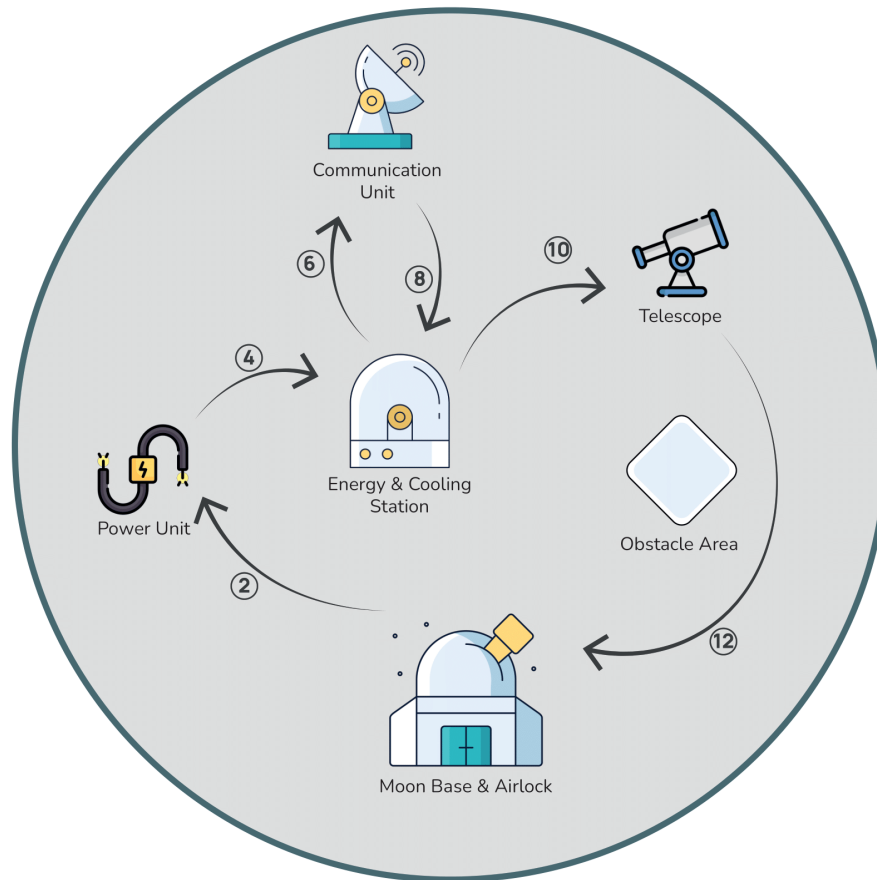 Communication
Unit
6
8
10
Telescope
4
Energy & Cooling
Station
Power Unit
Obstacle Area
2
12
Moon Base & Airlock